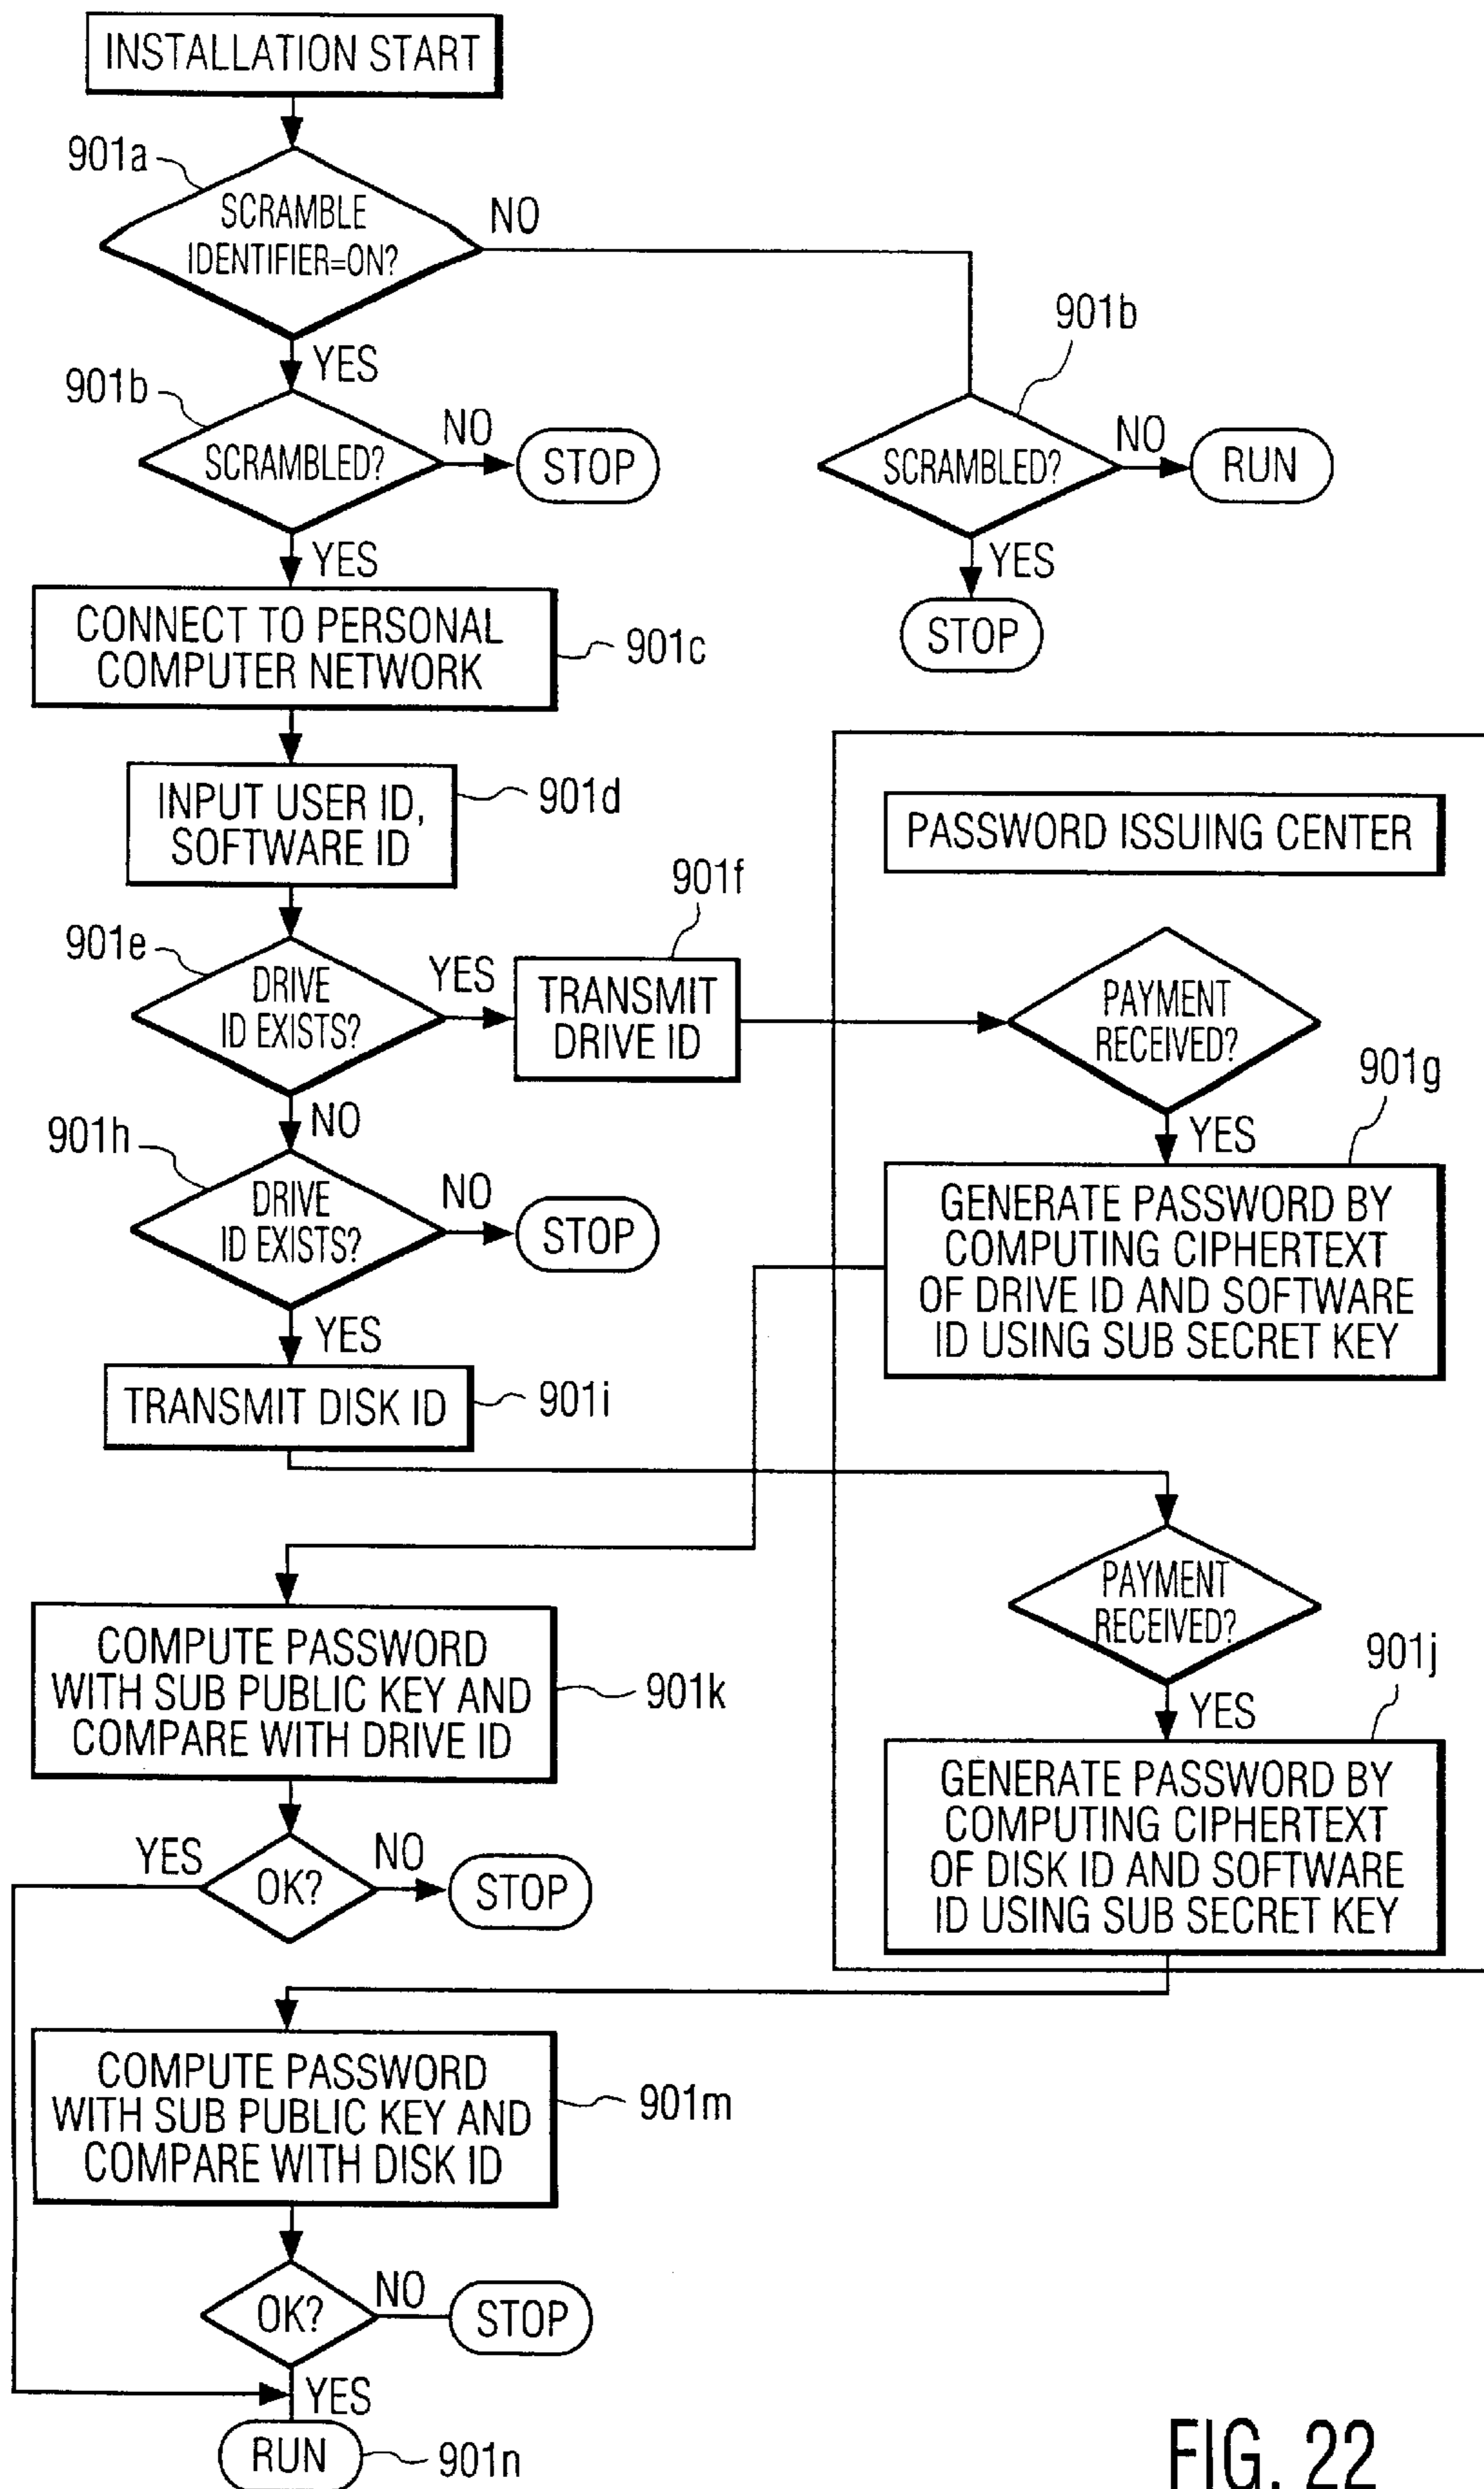 INSTALLATION START
901a
SCRAMBLE
IDENTIFIER=ON?
NO
YES
901b
SCRAMBLED?
NO
STOP
901b
SCRAMBLED?
NO
RUN
YES
STOP
YES
CONNECT TO PERSONAL
COMPUTER NETWORK
901c
INPUT USER ID,
SOFTWARE ID
901d
PASSWORD ISSUING CENTER
901e
DRIVE
ID EXISTS?
YES
901f
TRANSMIT
DRIVE ID
PAYMENT
RECEIVED?
901g
YES
GENERATE PASSWORD BY
COMPUTING CIPHERTEXT
OF DRIVE ID AND SOFTWARE
ID USING SUB SECRET KEY
NO
901h
DRIVE
ID EXISTS?
NO
STOP
YES
TRANSMIT DISK ID
901i
PAYMENT
RECEIVED?
901j
YES
GENERATE PASSWORD BY
COMPUTING CIPHERTEXT
OF DISK ID AND SOFTWARE
ID USING SUB SECRET KEY
COMPUTE PASSWORD
WITH SUB PUBLIC KEY AND
COMPARE WITH DRIVE ID
901k
YES
OK?
NO
STOP
COMPUTE PASSWORD
WITH SUB PUBLIC KEY AND
COMPARE WITH DISK ID
901m
OK?
NO
STOP
YES
RUN
901n
FIG. 22